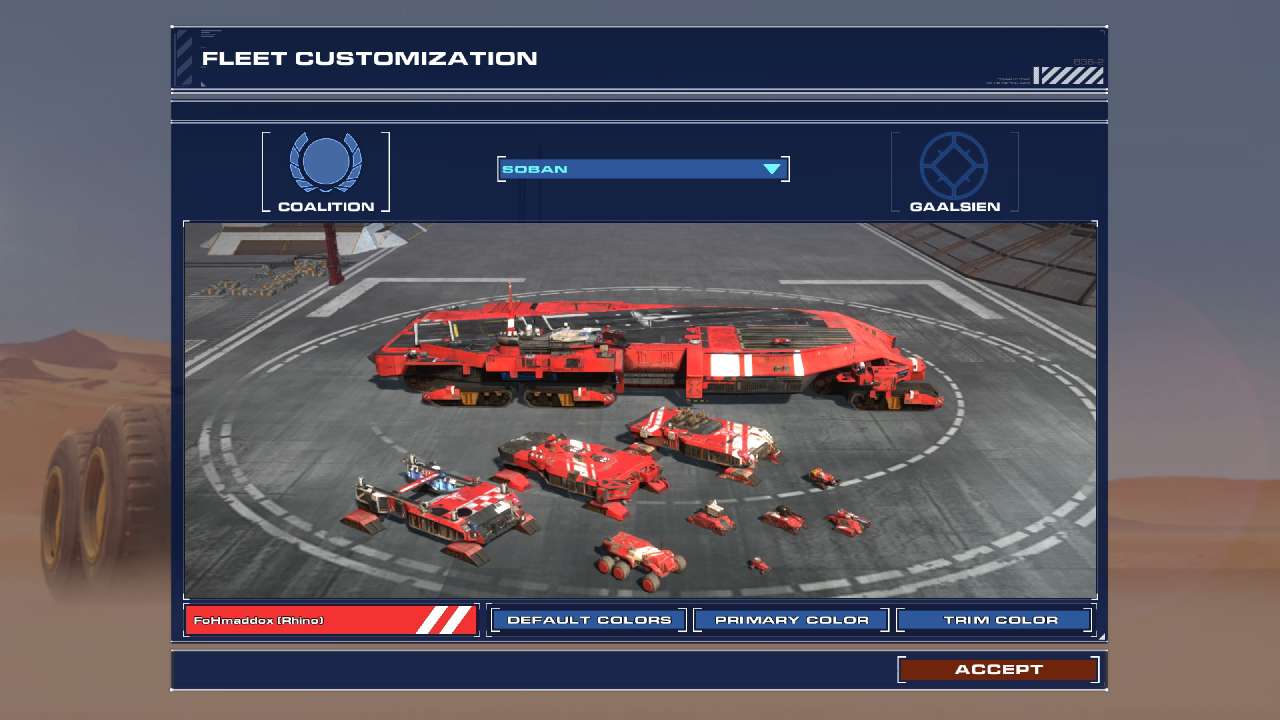 FLEET CUSTOMIZATION
COALITION
SOBAN
GAALSIEN
FoHmaddox (Rhino)
DEFAULT COLORS
PRIMARY COLOR
TRIM COLOR
ACCEPT